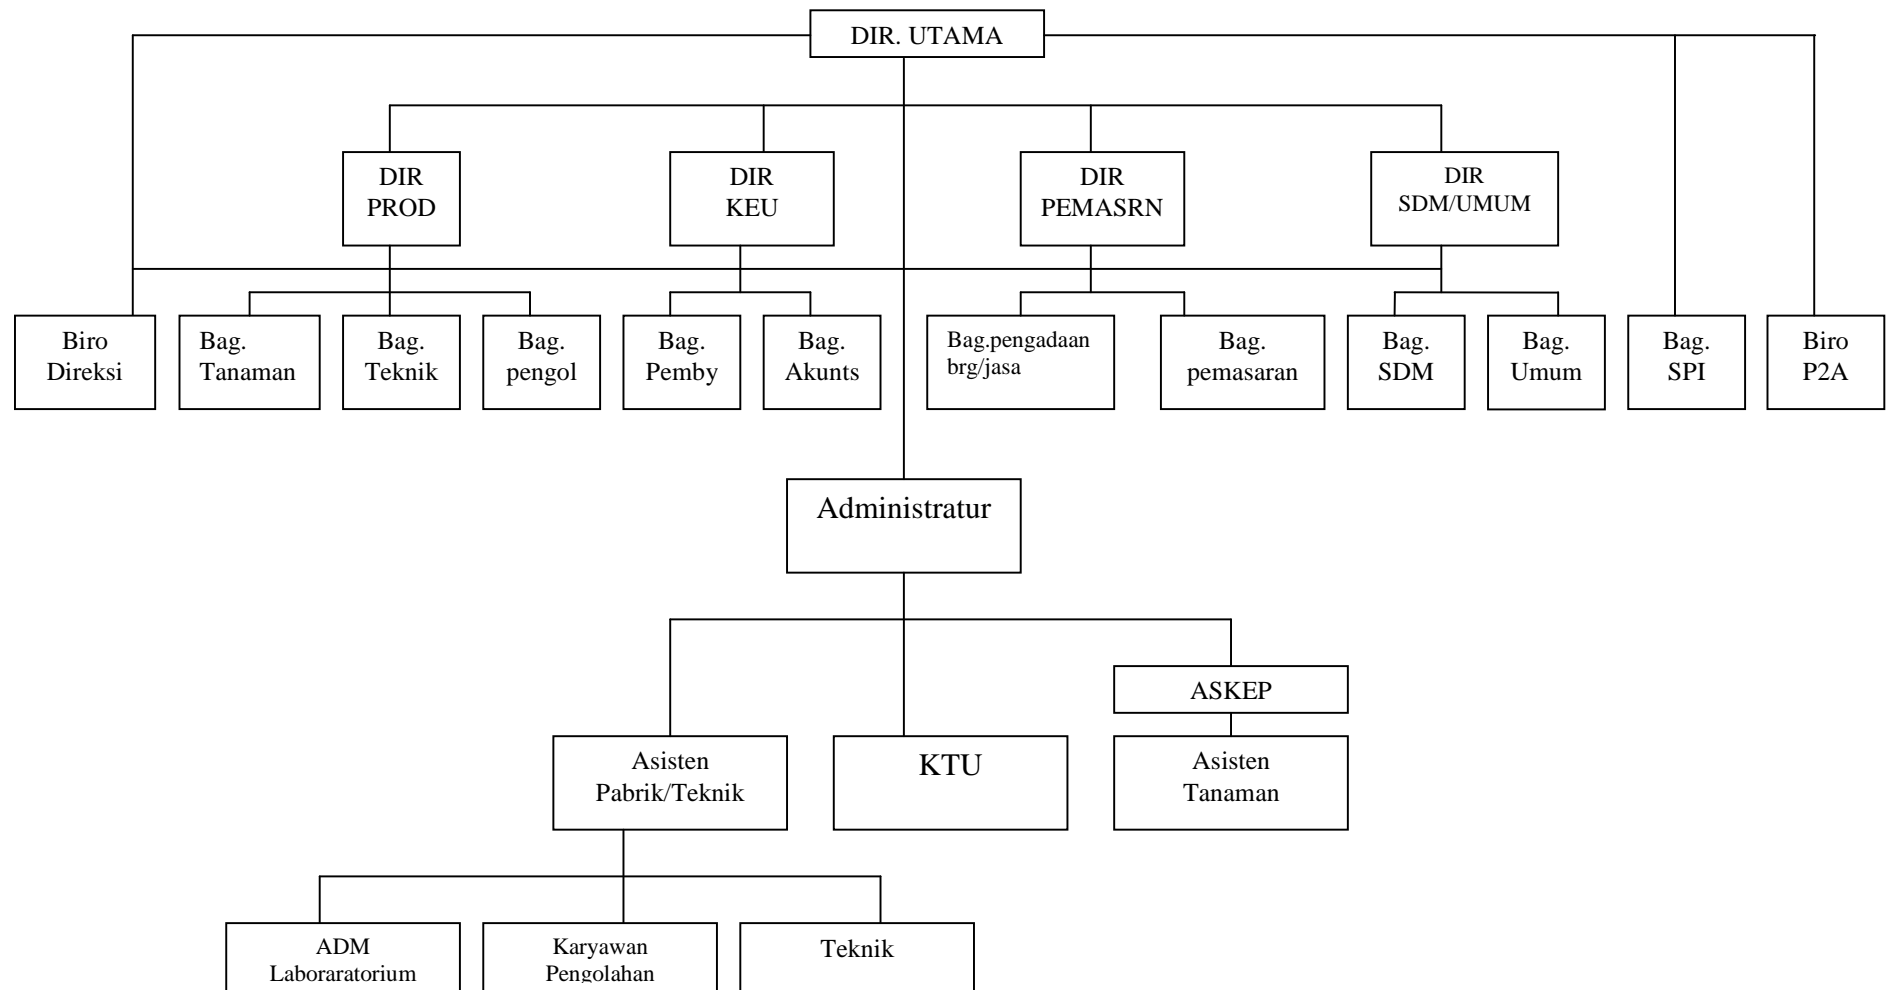 DIR. UTAMA
DIR
PROD
DIR
KEU
DIR
PEMASRN
DIR
SDM/UMUM
Biro
Direksi
Bag.
Tanaman
Bag.
Teknik
Bag.
pengol
Bag.
Pemby
Bag.
Akunts
Bag.pengadaan
brg/jasa
Bag.
pemasaran
Bag.
SDM
Bag.
Umum
Bag.
SPI
Biro
P2A
Administratur
ASKEP
Asisten
Pabrik/Teknik
KTU
Asisten
Tanaman
ADM
Laboraratorium
Karyawan
Pengolahan
Teknik